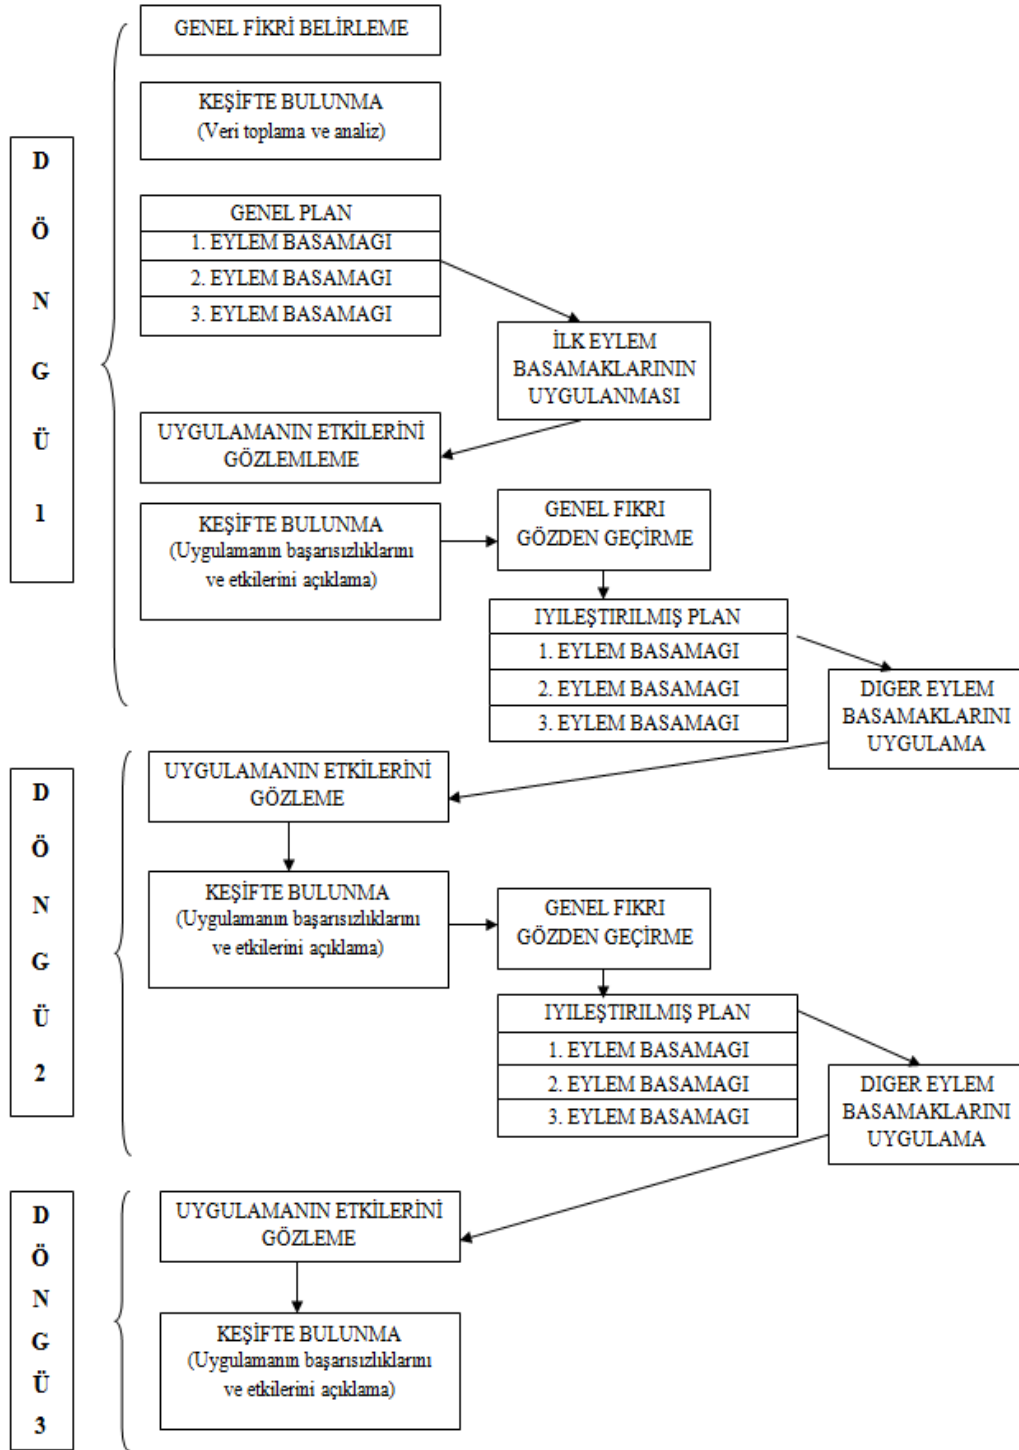 GENEL FİKRİ BELİRLEME
KEŞİFTE BULUNMA
(Veri toplama ve analiz)
D
Ö
N
G
Ü
1
GENEL PLAN
1. EYLEM BASAMAGI
2. EYLEM BASAMAGI
3. EYLEM BASAMAGI
İLK EYLEM
BASAMAKLARININ
UYGULANMASI
UYGULAMANIN ETKİLERİNİ
GÖZLEMLEME
KEŞİFTE BULUNMA
(Uygulamanın başarısızlıklarını
ve etkilerini açıklama)
GENEL FIKRI
GÖZDEN GEÇİRME
IYILEŞTIRILMIŞ PLAN
1. EYLEM BASAMAGI
2. EYLEM BASAMAGI
3. EYLEM BASAMAGI
DIGER EYLEM
BASAMAKLARINI
UYGULAMA
D
Ö
N
G
Ü
2
UYGULAMANIN ETKİLERİNİ
GÖZLEME
KEŞİFTE BULUNMA
(Uygulamanın başarısızlıklarını
ve etkilerini açıklama)
GENEL FIKRI
GÖZDEN GEÇİRME
IYILEŞTIRILMIŞ PLAN
1. EYLEM BASAMAGI
2. EYLEM BASAMAGI
3. EYLEM BASAMAGI
DIGER EYLEM
BASAMAKLARINI
UYGULAMA
D
Ö
N
G
Ü
3
UYGULAMANIN ETKİLERİNİ
GÖZLEME
KEŞİFTE BULUNMA
(Uygulamanın başarısızlıklarını
ve etkilerini açıklama)